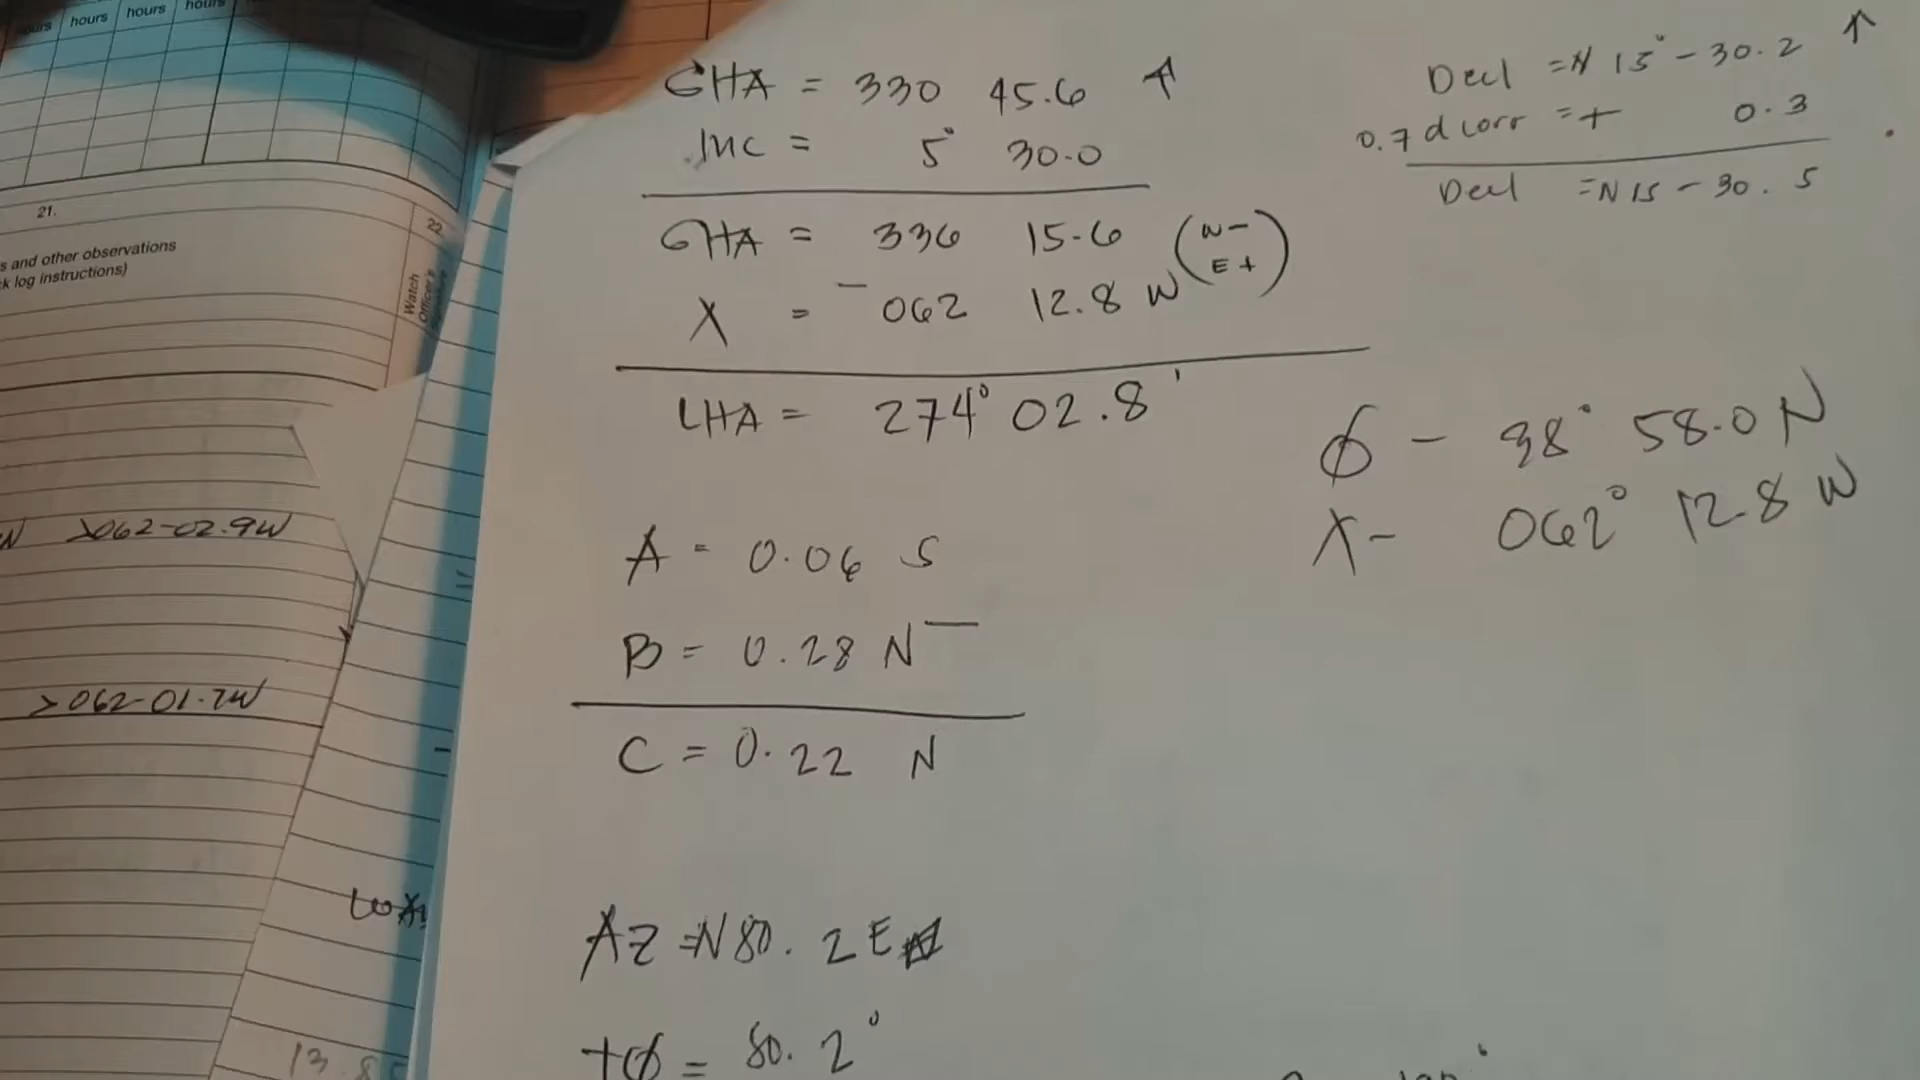 hours hours hours
21.
22.
s and other observations
k log instructions)
Watch
Officer's
N >062-02.9W
>062-01.7W
13.8
GHA = 330 45.6 ↑
Inc = 5° 30.0
GHA = 336 15.6 (W-
E+)
X = - 062 12.8 W
LHA = 274° 02.8'
A = 0.06 S
B = 0.28 N -
C = 0.22 N
AZ = N 80.2 E
Tφ = 80.2°
Decl = N 15° - 30.2 ↑
0.7 d corr = + 0.3
Decl = N 15 - 30.5
φ - 38° 58.0 N
X - 062° 12.8 W